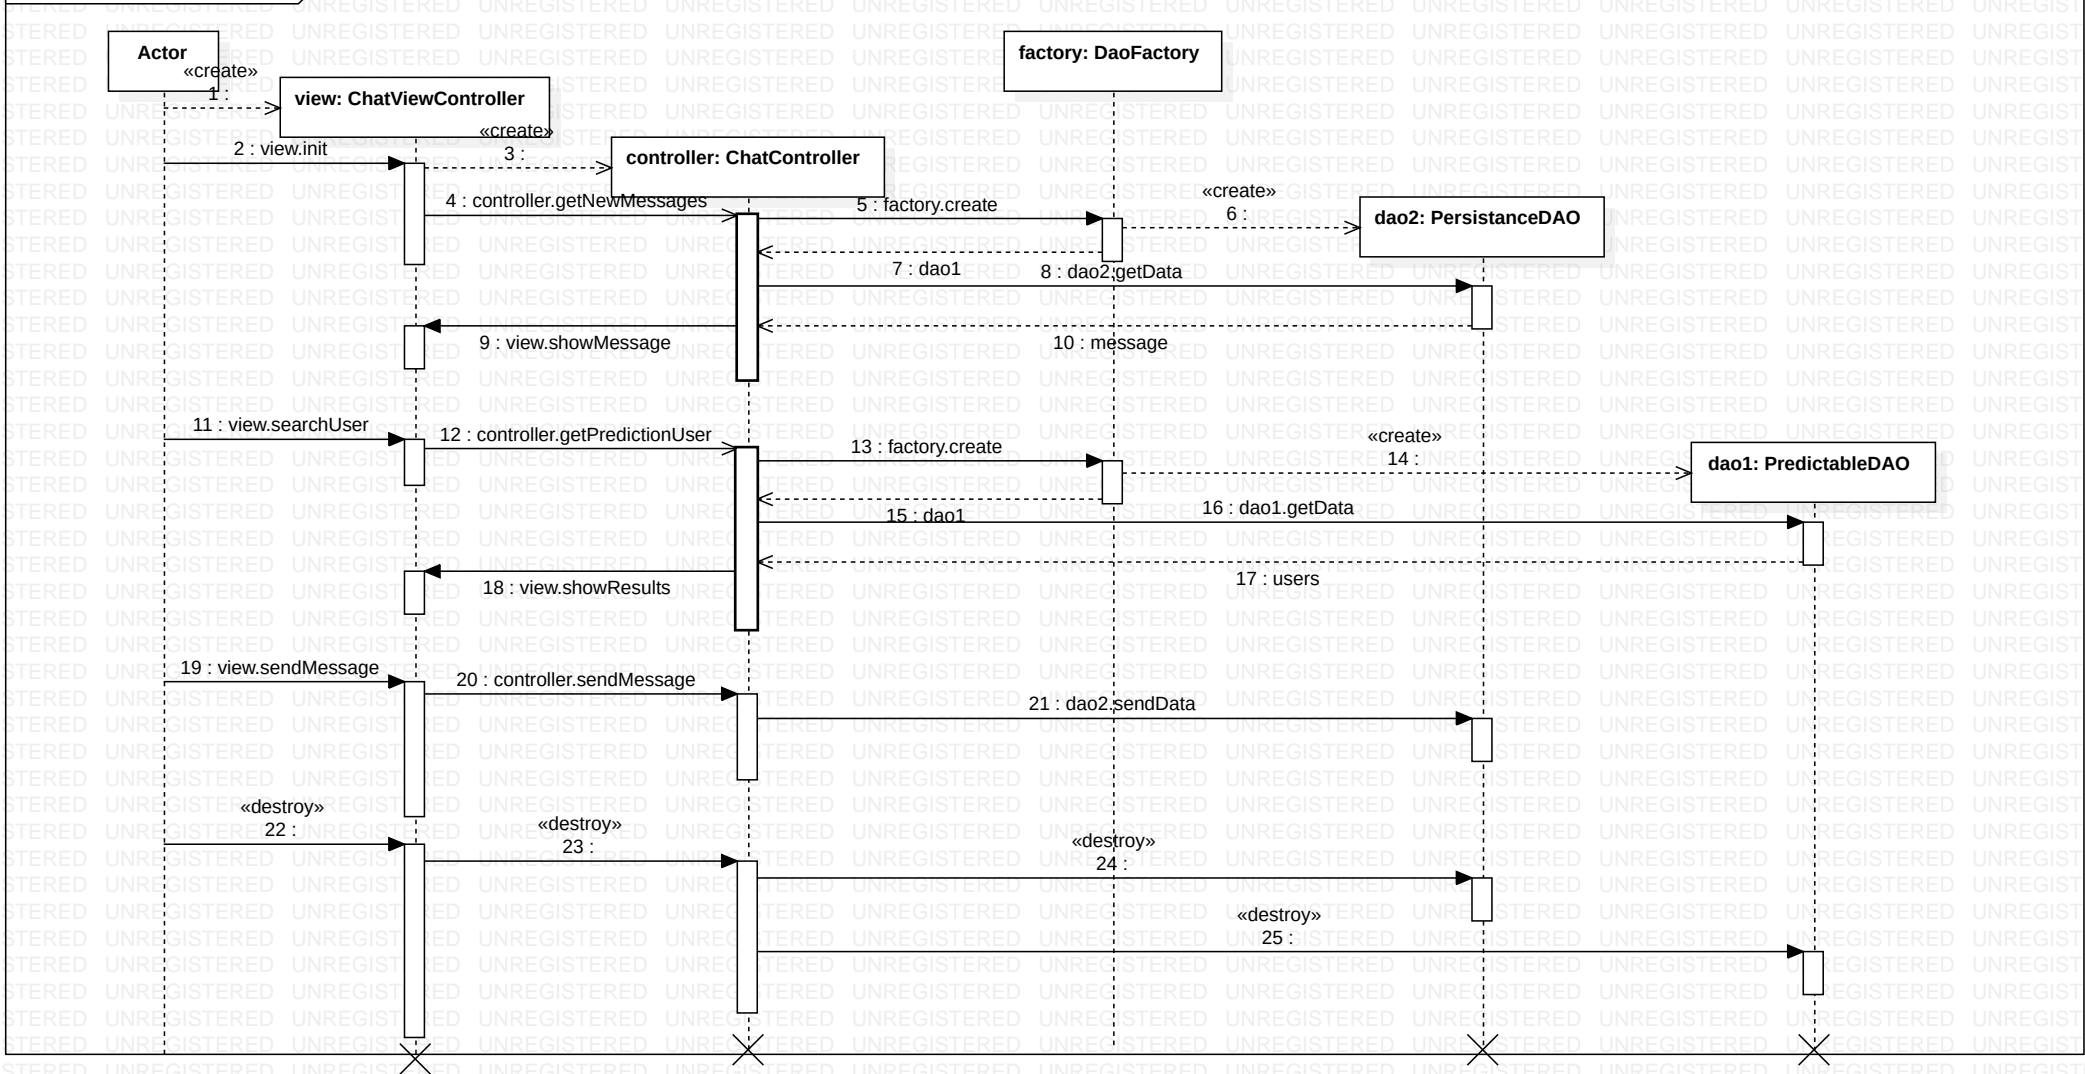 Actor
factory: DaoFactory
«create»
1 :
view: ChatViewController
«create»
3 :
2 : view.init
controller: ChatController
4 : controller.getNewMessages
5 : factory.create
«create»
6 :
dao2: PersistanceDAO
7 : dao1
8 : dao2.getData
9 : view.showMessage
10 : message
11 : view.searchUser
12 : controller.getPredictionUser
13 : factory.create
«create»
14 :
dao1: PredictableDAO
15 : dao1
16 : dao1.getData
17 : users
18 : view.showResults
19 : view.sendMessage
20 : controller.sendMessage
21 : dao2.sendData
«destroy»
22 :
«destroy»
23 :
«destroy»
24 :
«destroy»
25 :
UNREGISTERED